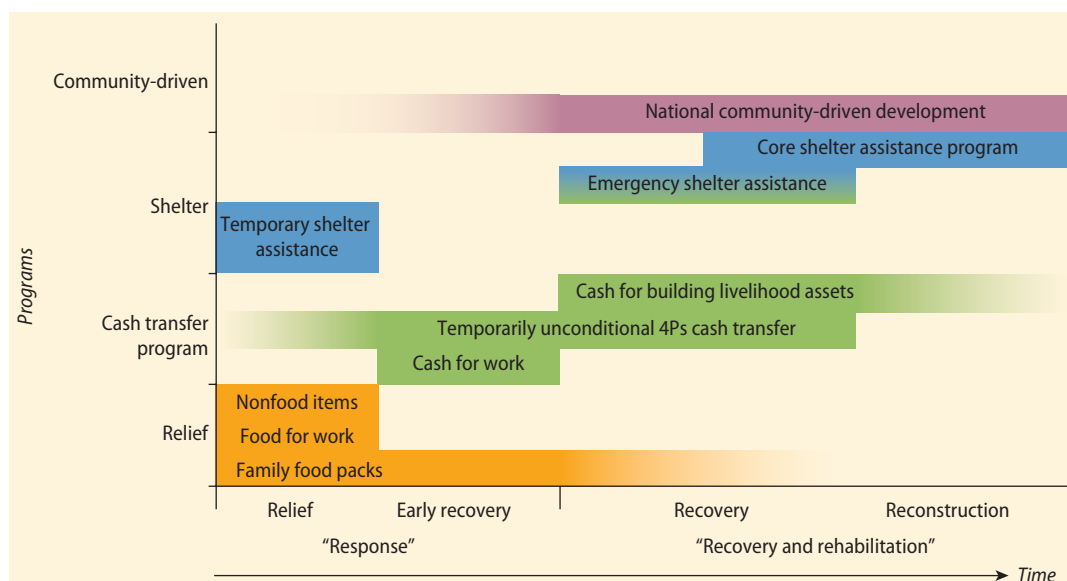 Community-driven
National community-driven development
Core shelter assistance program
Emergency shelter assistance
Shelter
Temporary shelter
assistance
Programs
Cash for building livelihood assets
Cash transfer
program
Temporarily unconditional 4Ps cash transfer
Cash for work
Nonfood items
Relief
Food for work
Family food packs
Relief
Early recovery
Recovery
Reconstruction
“Response”
“Recovery and rehabilitation”
Time